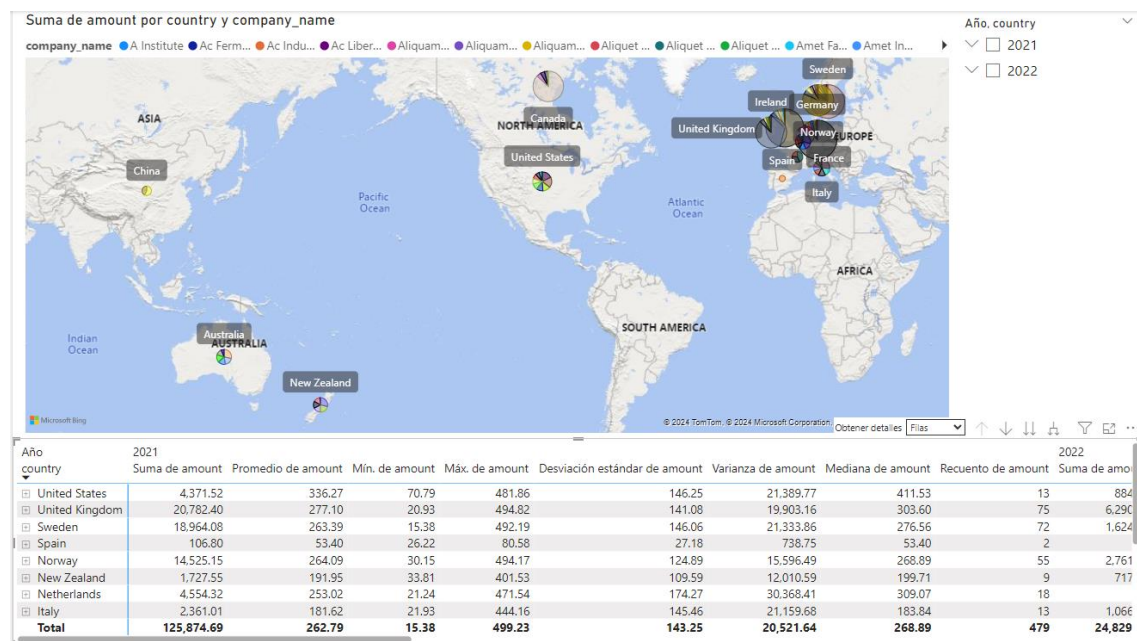 Suma de amount por country y company_name
company_name A Institute Ac Ferm... Ac Indu... Ac Liber... Aliquam... Aliquam... Aliquam... Aliquet ... Aliquet ... Aliquet ... Amet Fa... Amet In...
Año, country
2021
2022
Sweden
Ireland Germany
ASIA
Canada
NORTH AMERICA
United Kingdom
Norway
EUROPE
United States
Spain
France
China
Italy
Pacific
Ocean
Atlantic
Ocean
AFRICA
SOUTH AMERICA
Indian
Ocean
Australia
AUSTRALIA
New Zealand
Microsoft Bing
© 2024 TomTom, © 2024 Microsoft Corporation,
Obtener detalles Filas
Año 2021 2022
country Suma de amount Promedio de amount Mín. de amount Máx. de amount Desviación estándar de amount Varianza de amount Mediana de amount Recuento de amount Suma de amou
United States 4,371.52 336.27 70.79 481.86 146.25 21,389.77 411.53 13 884
United Kingdom 20,782.40 277.10 20.93 494.82 141.08 19,903.16 303.60 75 6,290
Sweden 18,964.08 263.39 15.38 492.19 146.06 21,333.86 276.56 72 1,624
Spain 106.80 53.40 26.22 80.58 27.18 738.75 53.40 2
Norway 14,525.15 264.09 30.15 494.17 124.89 15,596.49 268.89 55 2,761
New Zealand 1,727.55 191.95 33.81 401.53 109.59 12,010.59 199.71 9 717
Netherlands 4,554.32 253.02 21.24 471.54 174.27 30,368.41 309.07 18
Italy 2,361.01 181.62 21.93 444.16 145.46 21,159.68 183.84 13 1,066
Total 125,874.69 262.79 15.38 499.23 143.25 20,521.64 268.89 479 24,829